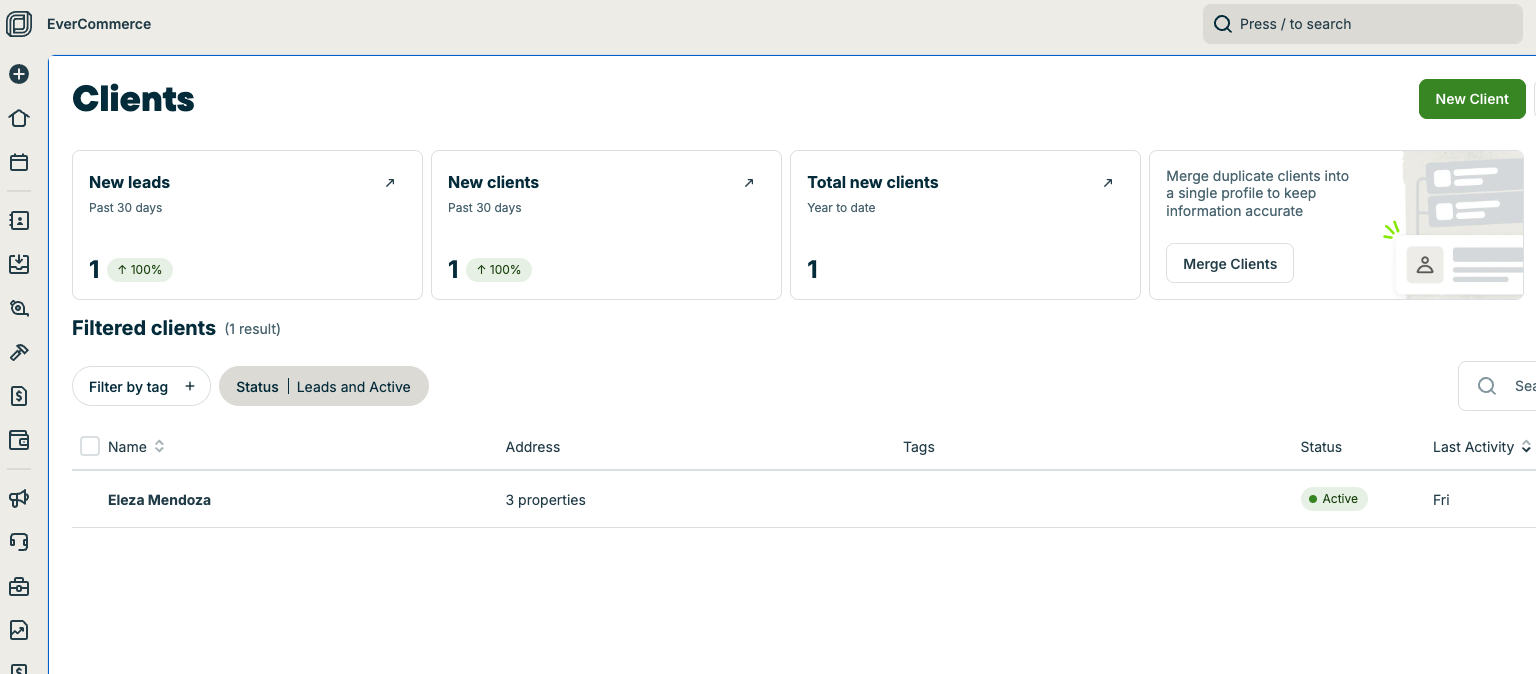 EverCommerce
Press / to search
Clients
New Client
New leads
Past 30 days
1 ↑ 100%
New clients
Past 30 days
1 ↑ 100%
Total new clients
Year to date
1
Merge duplicate clients into
a single profile to keep
information accurate
Merge Clients
Filtered clients (1 result)
Filter by tag +
Status | Leads and Active
Sea
Name Address Tags Status Last Activity
Eleza Mendoza 3 properties Active Fri